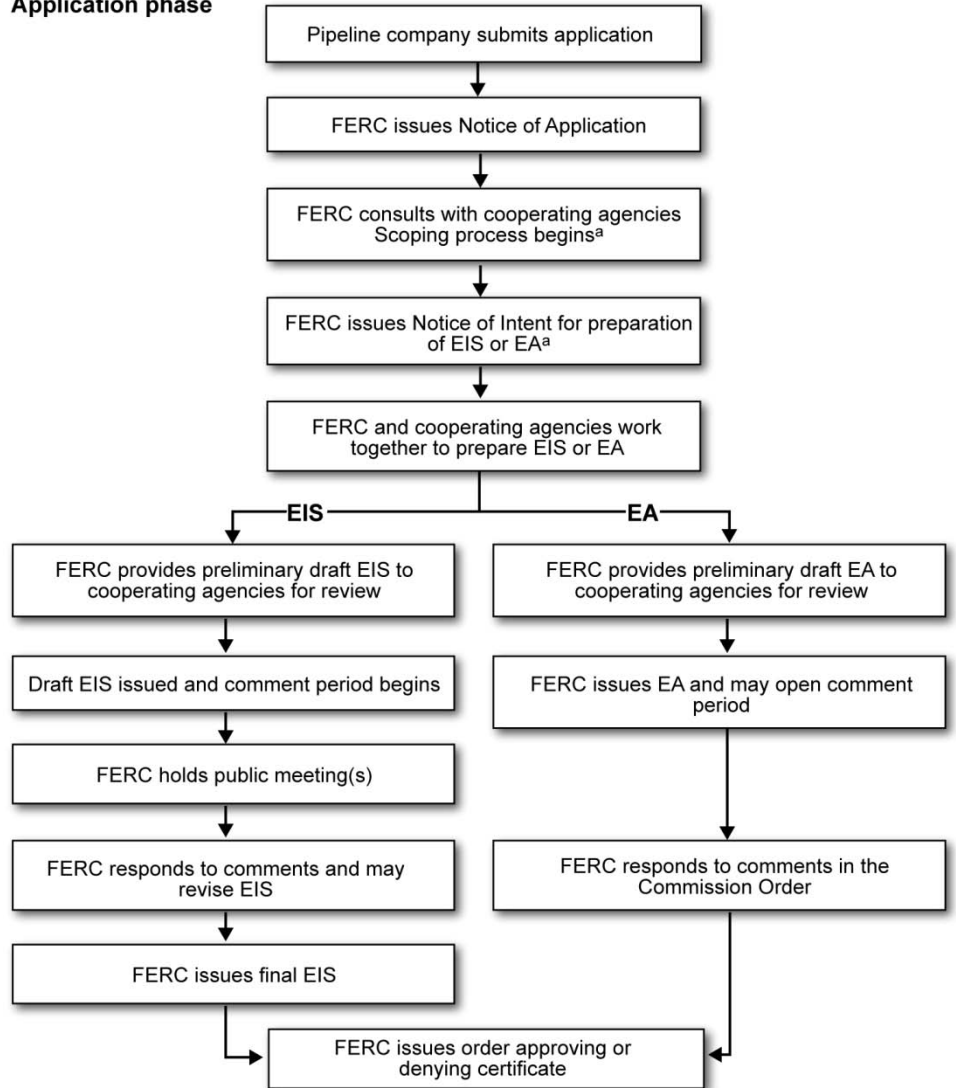 Application phase
Pipeline company submits application
FERC issues Notice of Application
FERC consults with cooperating agencies
Scoping process beginsᵃ
FERC issues Notice of Intent for preparation
of EIS or EAᵃ
FERC and cooperating agencies work
together to prepare EIS or EA
EIS
EA
FERC provides preliminary draft EIS to
cooperating agencies for review
FERC provides preliminary draft EA to
cooperating agencies for review
Draft EIS issued and comment period begins
FERC issues EA and may open comment
period
FERC holds public meeting(s)
FERC responds to comments and may
revise EIS
FERC responds to comments in the
Commission Order
FERC issues final EIS
FERC issues order approving or
denying certificate